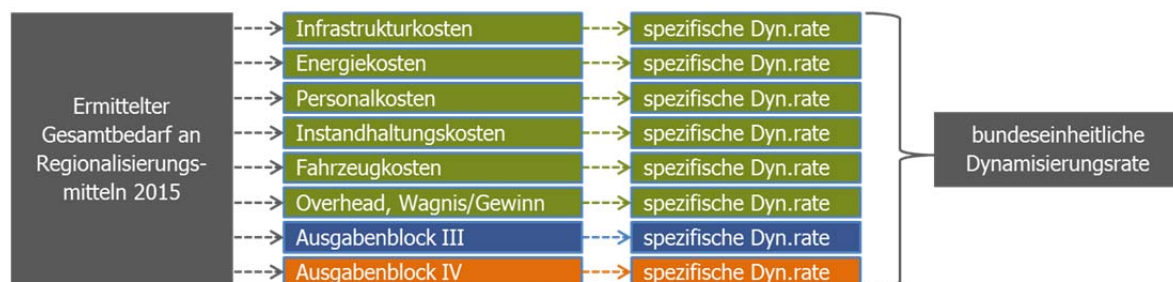 Ermittelter
Gesamtbedarf an
Regionalisierungs-
mitteln 2015
Infrastrukturkosten
spezifische Dyn.rate
Energiekosten
spezifische Dyn.rate
Personalkosten
spezifische Dyn.rate
Instandhaltungskosten
spezifische Dyn.rate
Fahrzeugkosten
spezifische Dyn.rate
Overhead, Wagnis/Gewinn
spezifische Dyn.rate
Ausgabenblock III
spezifische Dyn.rate
Ausgabenblock IV
spezifische Dyn.rate
bundeseinheitliche
Dynamisierungsrate